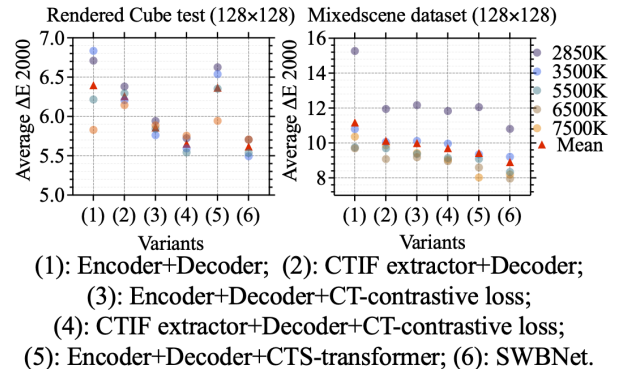 Rendered Cube test (128×128) Mixedscene dataset (128×128)
Average ΔE 2000
7.0
6.5
6.0
5.5
5.0
(1) (2) (3) (4) (5) (6)
Variants
Average ΔE 2000
16
14
12
10
8
(1) (2) (3) (4) (5) (6)
Variants
2850K
3500K
5500K
6500K
7500K
Mean
(1): Encoder+Decoder; (2): CTIF extractor+Decoder;
(3): Encoder+Decoder+CT-contrastive loss;
(4): CTIF extractor+Decoder+CT-contrastive loss;
(5): Encoder+Decoder+CTS-transformer; (6): SWBNet.